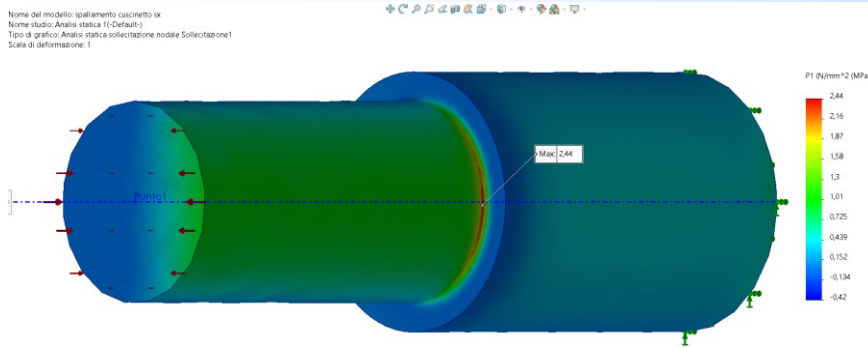 Nome del modello: spallamento cuscinetto sx
Nome studio: Analisi statica 1(-Default-)
Tipo di grafico: Analisi statica sollecitazione nodale Sollecitazione1
Scala di deformazione: 1
P1 (N/mm^2 (MPa
2,44
2,16
1,87
1,58
1,3
1,01
0,725
0,439
0,152
-0,134
-0,42
Max: 2,44
Punto1